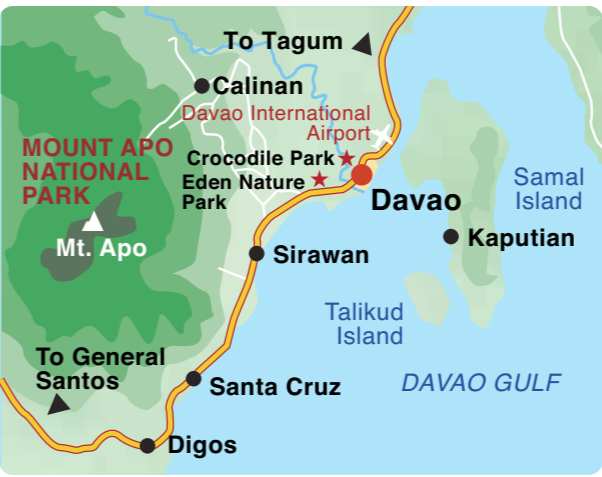 To Tagum
Calinan
Davao International
Airport
MOUNT APO
NATIONAL
PARK
Crocodile Park
Eden Nature
Park
Davao
Samal
Island
Mt. Apo
Kaputian
Sirawan
Talikud
Island
To General
Santos
Santa Cruz
DAVAO GULF
Digos